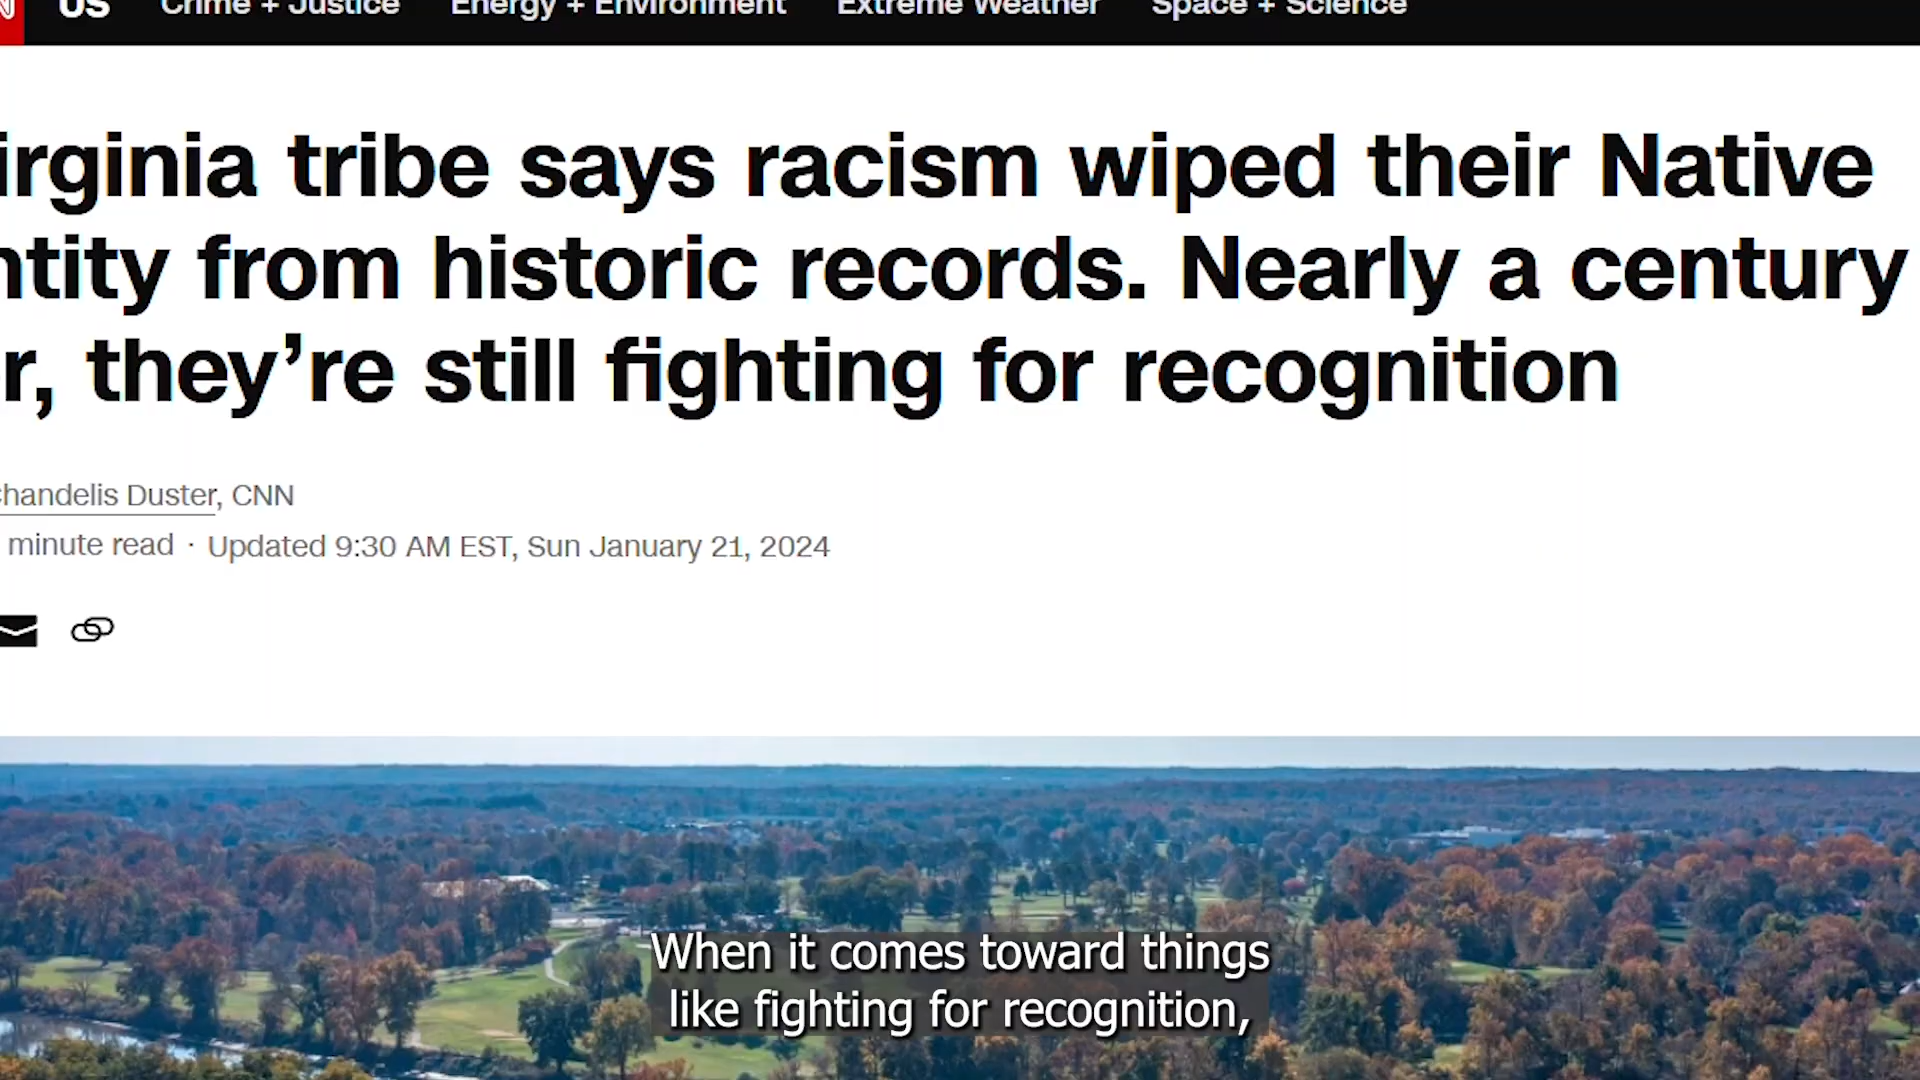 US Crime + Justice Energy + Environment Extreme Weather Space + Science
irginia tribe says racism wiped their Native
ntity from historic records. Nearly a century
r, they’re still fighting for recognition
handelis Duster, CNN
minute read · Updated 9:30 AM EST, Sun January 21, 2024
When it comes toward things
like fighting for recognition,